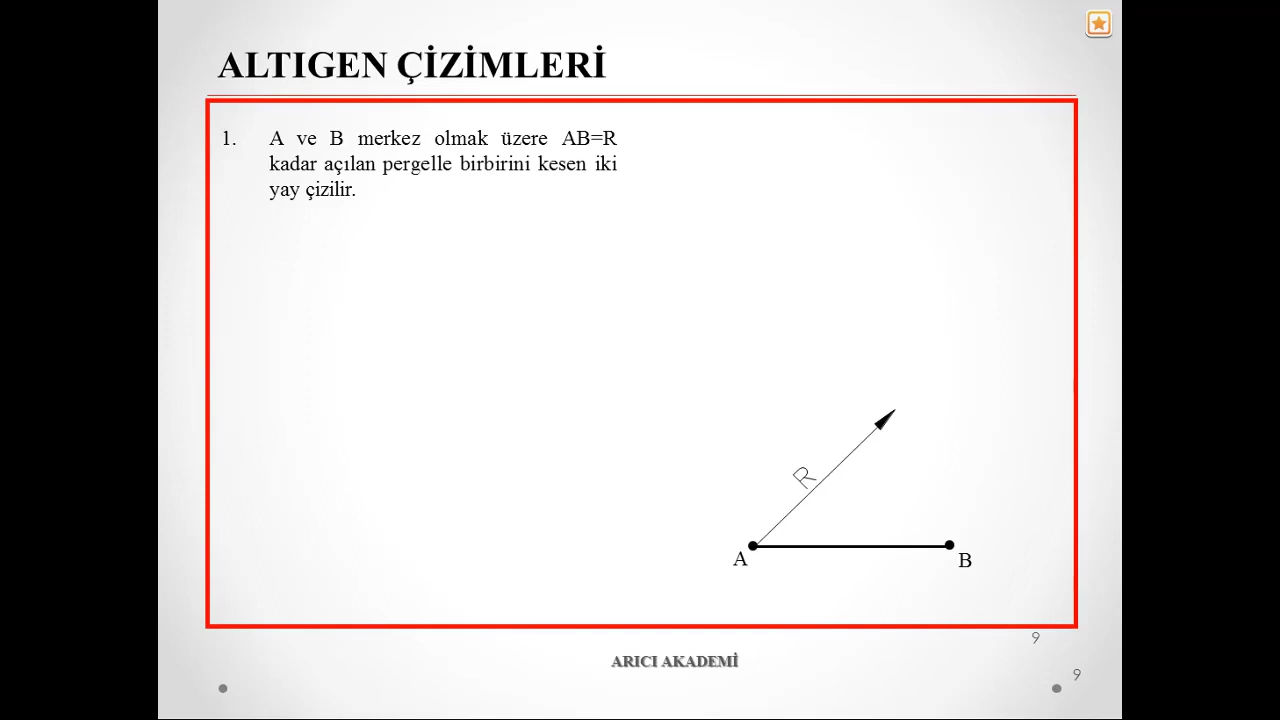 ALTIGEN ÇİZİMLERİ
1. A ve B merkez olmak üzere AB=R
kadar açılan pergelle birbirini kesen iki
yay çizilir.
R
A
B
9
ARICI AKADEMİ
9